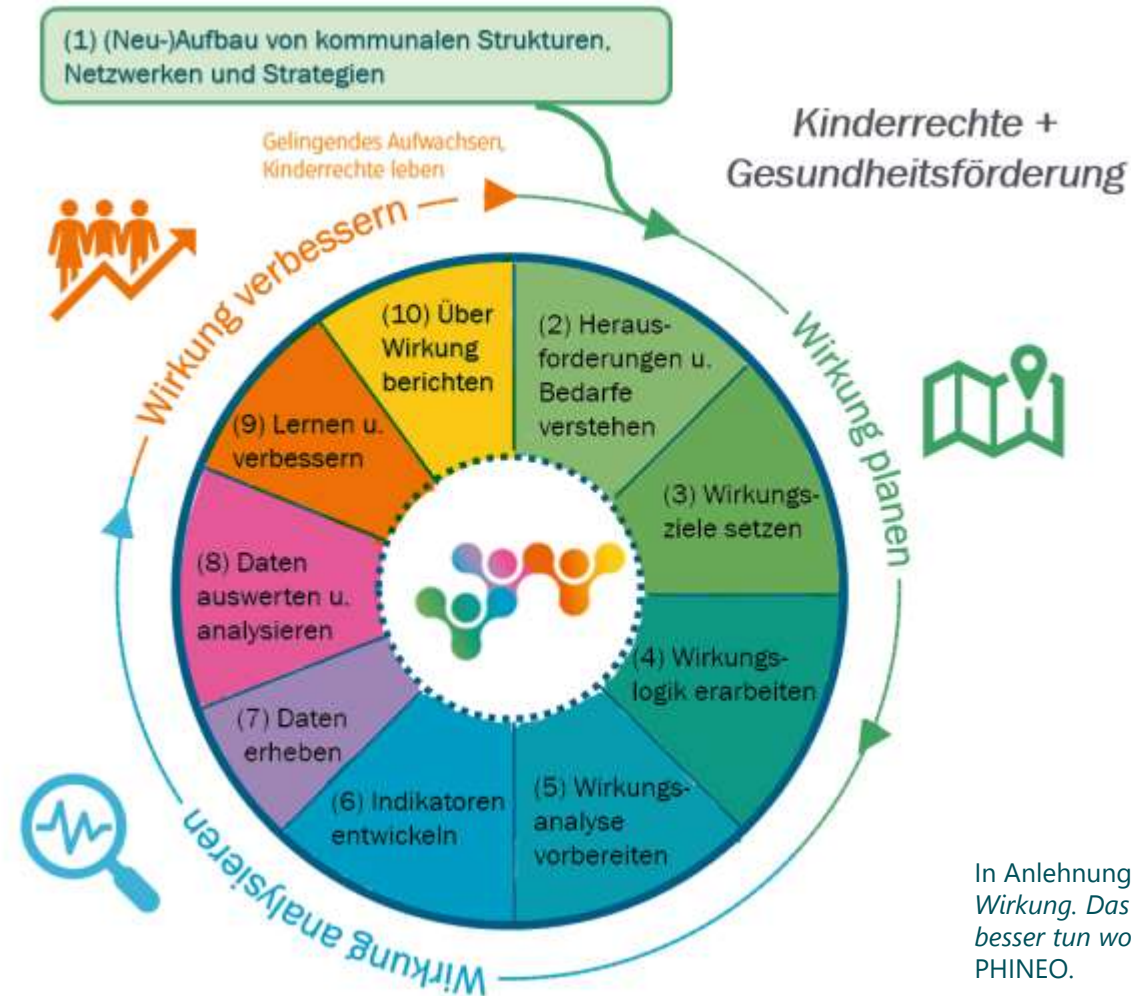 (1) (Neu-)Aufbau von kommunalen Strukturen,
Netzwerken und Strategien
Kinderrechte +
Gesundheitsförderung
Gelingendes Aufwachsen,
Kinderrechte leben
Wirkung verbessern
Wirkung planen
Wirkung analysieren
(2) Heraus-
forderungen u.
Bedarfe
verstehen
(3) Wirkungs-
ziele setzen
(4) Wirkungs-
logik erarbeiten
(5) Wirkungs-
analyse
vorbereiten
(6) Indikatoren
entwickeln
(7) Daten
erheben
(8) Daten
auswerten u.
analysieren
(9) Lernen u.
verbessern
(10) Über
Wirkung
berichten
In Anlehnung
Wirkung. Das
besser tun wo
PHINEO.